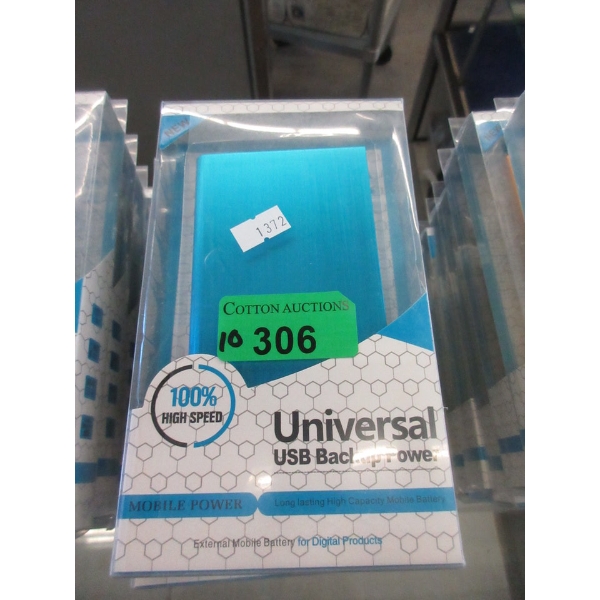 NEW
1372
COTTON AUCTIONS
10 306
100%
HIGH SPEED
Universal
USB Backup Power
MOBILE POWER
Long lasting High Capacity Mobile Battery
External Mobile Battery for Digital Products